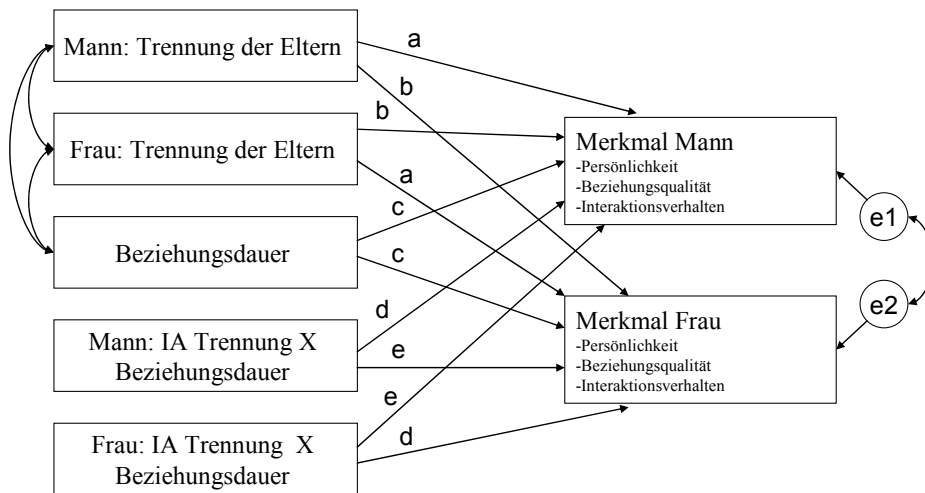 Mann: Trennung der Eltern
Frau: Trennung der Eltern
Beziehungsdauer
Mann: IA Trennung X
Beziehungsdauer
Frau: IA Trennung X
Beziehungsdauer
a
b
b
a
c
c
d
e
e
d
Merkmal Mann
-Persönlichkeit
-Beziehungsqualität
-Interaktionsverhalten
Merkmal Frau
-Persönlichkeit
-Beziehungsqualität
-Interaktionsverhalten
e1
e2